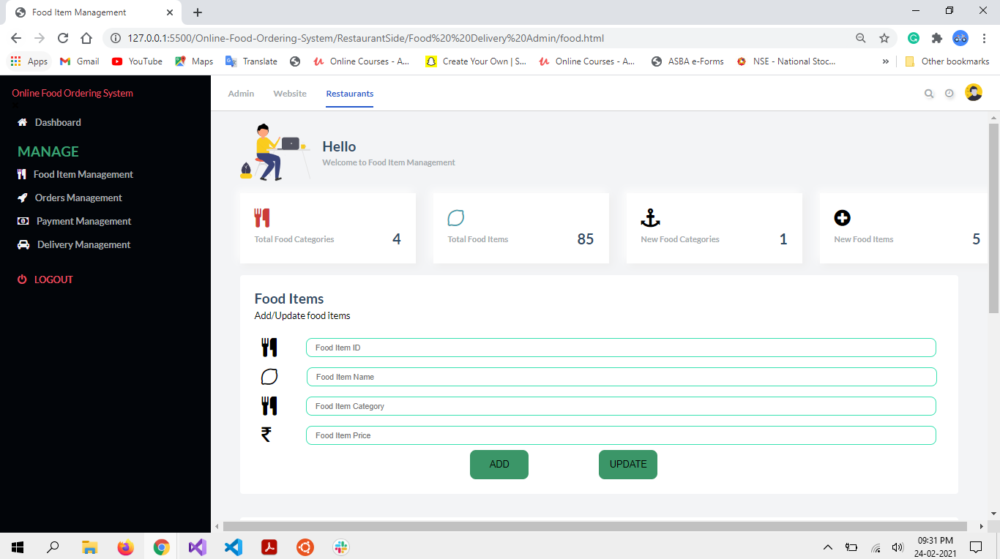 Food Item Management
127.0.0.1:5500/Online-Food-Ordering-System/RestaurantSide/Food%20%20Delivery%20Admin/food.html
Apps Gmail YouTube Maps Translate Online Courses - A... Create Your Own | S... Online Courses - A... ASBA e-Forms NSE - National Stoc... » Other bookmarks
Online Food Ordering System
Dashboard
MANAGE
Food Item Management
Orders Management
Payment Management
Delivery Management
LOGOUT
Admin Website Restaurants
Hello
Welcome to Food Item Management
Total Food Categories 4
Total Food Items 85
New Food Categories 1
New Food Items 5
Food Items
Add/Update food items
Food Item ID
Food Item Name
Food Item Category
₹ Food Item Price
ADD UPDATE
09:31 PM
24-02-2021